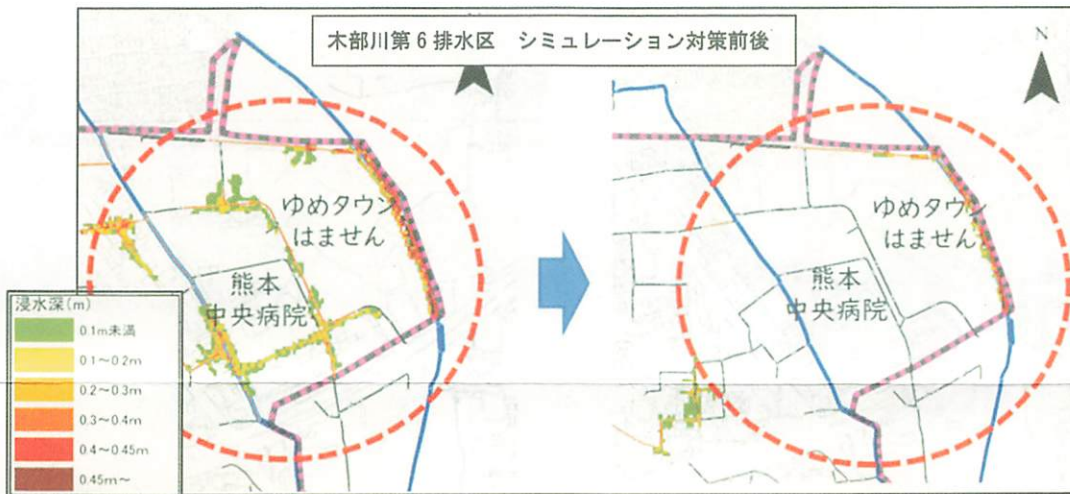 木部川第6排水区 シミュレーション対策前後
N
ゆめタウン
はません
熊本
中央病院
ゆめタウン
はません
熊本
中央病院
浸水深(m)
0.1m未満
0.1～0.2m
0.2～0.3m
0.3～0.4m
0.4～0.45m
0.45m～